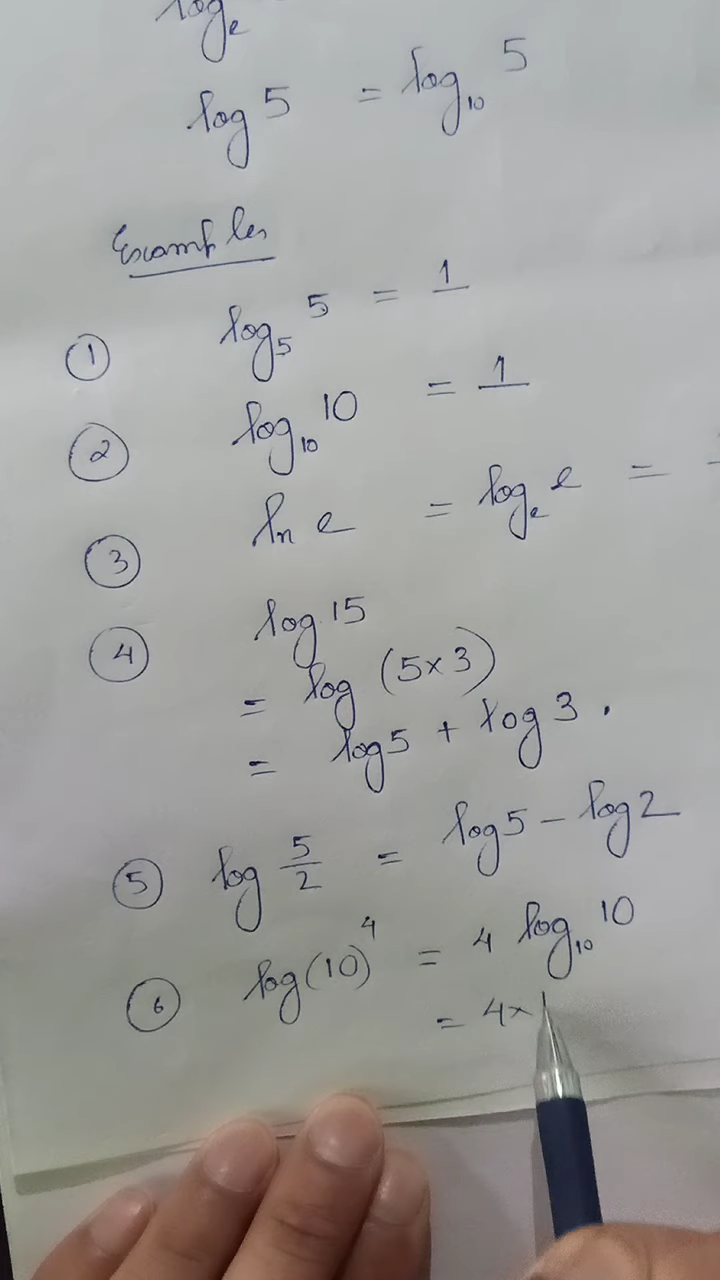 logₑ
log 5 = log₁₀ 5
Examples
① log₅ 5 = 1
② log₁₀ 10 = 1
③ ln e = logₑ e =
④ log 15
= log (5×3)
= log 5 + log 3 .
⑤ log 5/2 = log 5 − log 2
⑥ log (10)⁴ = 4 log₁₀ 10
= 4×